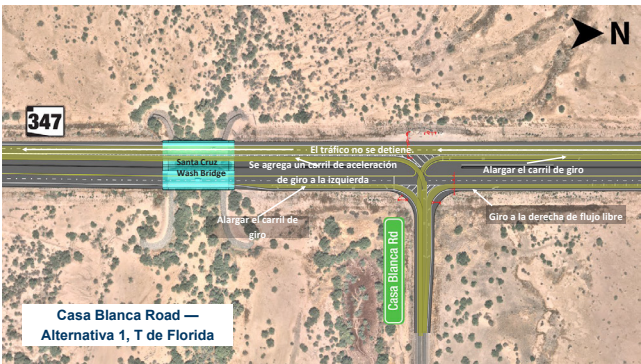 N
347
El tráfico no se detiene.
Santa Cruz
Wash Bridge
Se agrega un carril de aceleración
de giro a la izquierda
Alargar el carril de giro
Alargar el carril de
giro
Giro a la derecha de flujo libre
Casa Blanca Rd
Casa Blanca Road —
Alternativa 1, T de Florida